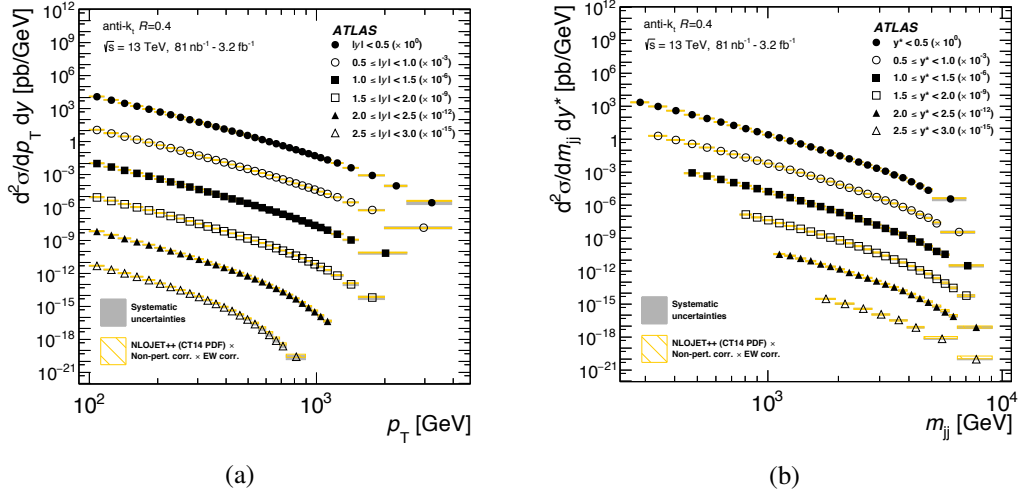 d²σ/dp_T dy [pb/GeV]
10¹²
10⁹
10⁶
10³
1
10⁻³
10⁻⁶
10⁻⁹
10⁻¹²
10⁻¹⁵
10⁻¹⁸
10⁻²¹
anti-k_t R=0.4
√s = 13 TeV, 81 nb⁻¹ - 3.2 fb⁻¹
ATLAS
|y| < 0.5 (× 10⁰)
0.5 ≤ |y| < 1.0 (× 10⁻³)
1.0 ≤ |y| < 1.5 (× 10⁻⁶)
1.5 ≤ |y| < 2.0 (× 10⁻⁹)
2.0 ≤ |y| < 2.5 (× 10⁻¹²)
2.5 ≤ |y| < 3.0 (× 10⁻¹⁵)
Systematic
uncertainties
NLOJET++ (CT14 PDF) ×
Non-pert. corr. × EW corr.
10² 10³
p_T [GeV]
(a)
d²σ/dm_jj dy* [pb/GeV]
10¹²
10⁹
10⁶
10³
1
10⁻³
10⁻⁶
10⁻⁹
10⁻¹²
10⁻¹⁵
10⁻¹⁸
10⁻²¹
anti-k_t R=0.4
√s = 13 TeV, 81 nb⁻¹ - 3.2 fb⁻¹
ATLAS
y* < 0.5 (× 10⁰)
0.5 ≤ y* < 1.0 (× 10⁻³)
1.0 ≤ y* < 1.5 (× 10⁻⁶)
1.5 ≤ y* < 2.0 (× 10⁻⁹)
2.0 ≤ y* < 2.5 (× 10⁻¹²)
2.5 ≤ y* < 3.0 (× 10⁻¹⁵)
Systematic
uncertainties
NLOJET++ (CT14 PDF) ×
Non-pert. corr. × EW corr.
10³ 10⁴
m_jj [GeV]
(b)